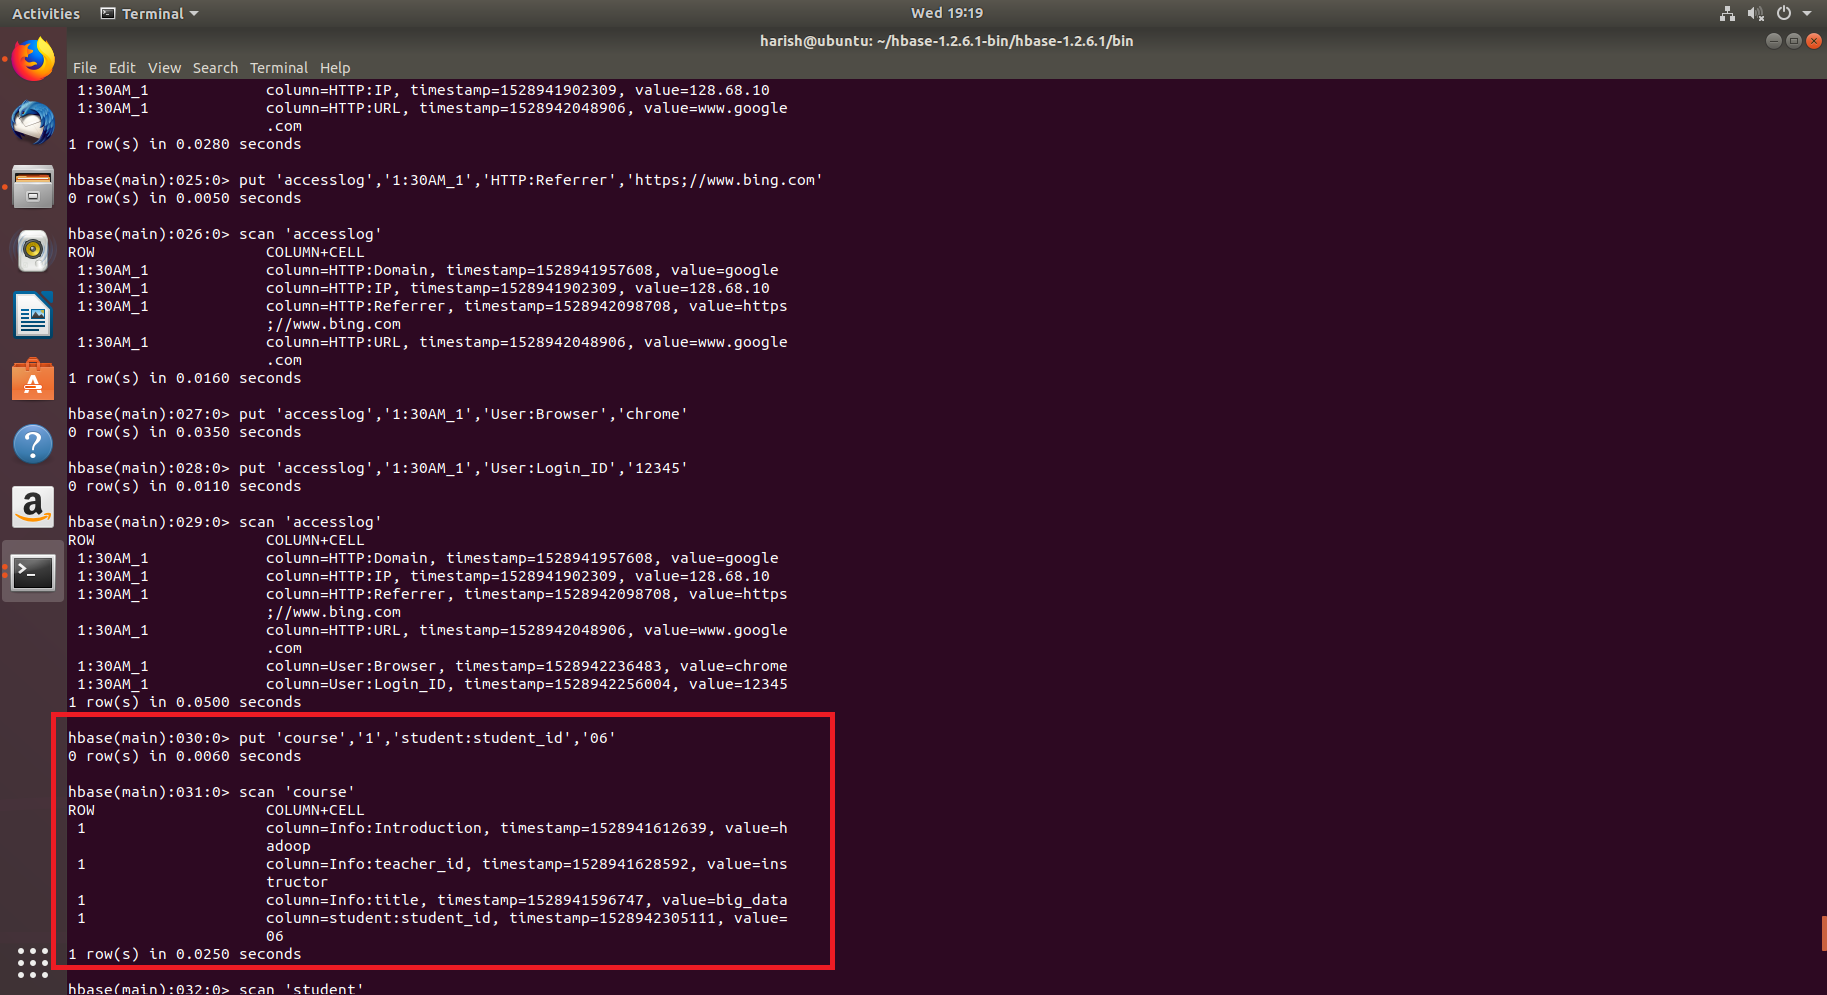 Activities Terminal Wed 19:19
harish@ubuntu: ~/hbase-1.2.6.1-bin/hbase-1.2.6.1/bin
File Edit View Search Terminal Help
1:30AM_1 column=HTTP:IP, timestamp=1528941902309, value=128.68.10
1:30AM_1 column=HTTP:URL, timestamp=1528942048906, value=www.google
.com
1 row(s) in 0.0280 seconds
hbase(main):025:0> put 'accesslog','1:30AM_1','HTTP:Referrer','https;//www.bing.com'
0 row(s) in 0.0050 seconds
hbase(main):026:0> scan 'accesslog'
ROW COLUMN+CELL
1:30AM_1 column=HTTP:Domain, timestamp=1528941957608, value=google
1:30AM_1 column=HTTP:IP, timestamp=1528941902309, value=128.68.10
1:30AM_1 column=HTTP:Referrer, timestamp=1528942098708, value=https
;//www.bing.com
1:30AM_1 column=HTTP:URL, timestamp=1528942048906, value=www.google
.com
1 row(s) in 0.0160 seconds
hbase(main):027:0> put 'accesslog','1:30AM_1','User:Browser','chrome'
0 row(s) in 0.0350 seconds
hbase(main):028:0> put 'accesslog','1:30AM_1','User:Login_ID','12345'
0 row(s) in 0.0110 seconds
hbase(main):029:0> scan 'accesslog'
ROW COLUMN+CELL
1:30AM_1 column=HTTP:Domain, timestamp=1528941957608, value=google
1:30AM_1 column=HTTP:IP, timestamp=1528941902309, value=128.68.10
1:30AM_1 column=HTTP:Referrer, timestamp=1528942098708, value=https
;//www.bing.com
1:30AM_1 column=HTTP:URL, timestamp=1528942048906, value=www.google
.com
1:30AM_1 column=User:Browser, timestamp=1528942236483, value=chrome
1:30AM_1 column=User:Login_ID, timestamp=1528942256004, value=12345
1 row(s) in 0.0500 seconds
hbase(main):030:0> put 'course','1','student:student_id','06'
0 row(s) in 0.0060 seconds
hbase(main):031:0> scan 'course'
ROW COLUMN+CELL
1 column=Info:Introduction, timestamp=1528941612639, value=h
adoop
1 column=Info:teacher_id, timestamp=1528941628592, value=ins
tructor
1 column=Info:title, timestamp=1528941596747, value=big_data
1 column=student:student_id, timestamp=1528942305111, value=
06
1 row(s) in 0.0250 seconds
hbase(main):032:0> scan 'student'